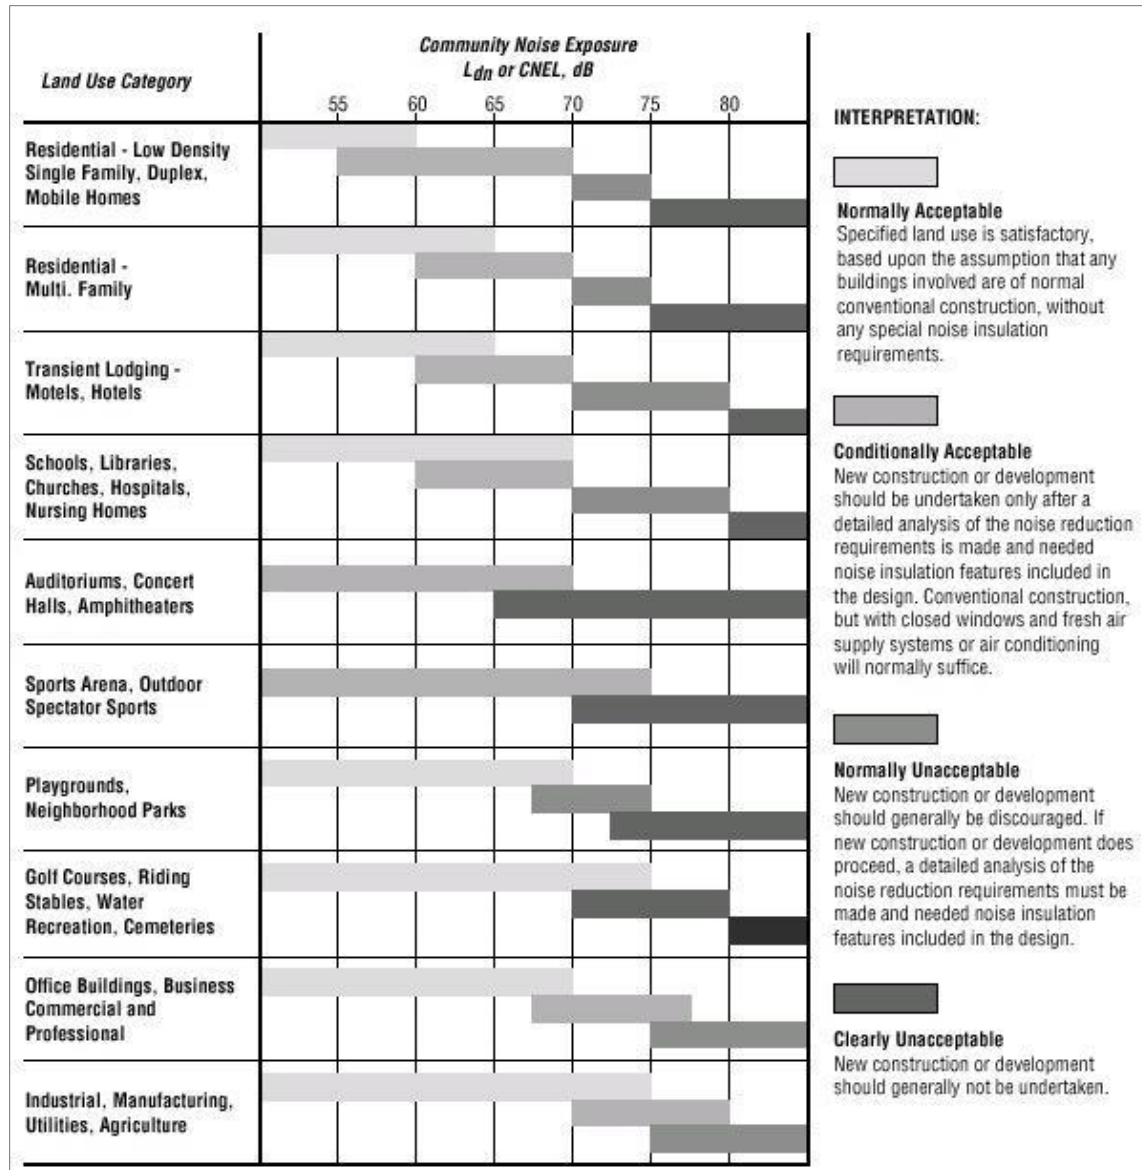 Community Noise Exposure
Ldn or CNEL, dB
Land Use Category
55 60 65 70 75 80
Residential - Low Density
Single Family, Duplex,
Mobile Homes
Residential -
Multi. Family
Transient Lodging -
Motels, Hotels
Schools, Libraries,
Churches, Hospitals,
Nursing Homes
Auditoriums, Concert
Halls, Amphitheaters
Sports Arena, Outdoor
Spectator Sports
Playgrounds,
Neighborhood Parks
Golf Courses, Riding
Stables, Water
Recreation, Cemeteries
Office Buildings, Business
Commercial and
Professional
Industrial, Manufacturing,
Utilities, Agriculture
INTERPRETATION:
Normally Acceptable
Specified land use is satisfactory,
based upon the assumption that any
buildings involved are of normal
conventional construction, without
any special noise insulation
requirements.
Conditionally Acceptable
New construction or development
should be undertaken only after a
detailed analysis of the noise reduction
requirements is made and needed
noise insulation features included in
the design. Conventional construction,
but with closed windows and fresh air
supply systems or air conditioning
will normally suffice.
Normally Unacceptable
New construction or development
should generally be discouraged. If
new construction or development does
proceed, a detailed analysis of the
noise reduction requirements must be
made and needed noise insulation
features included in the design.
Clearly Unacceptable
New construction or development
should generally not be undertaken.